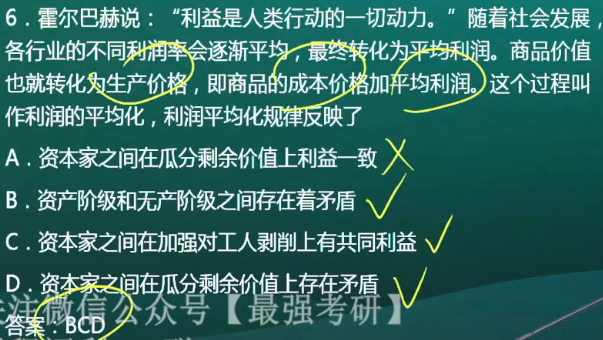 6．霍尔巴赫说：“利益是人类行动的一切动力。”随着社会发展，
各行业的不同利润率会逐渐平均，最终转化为平均利润。商品价值
也就转化为生产价格，即商品的成本价格加平均利润。这个过程叫
作利润的平均化，利润平均化规律反映了
A．资本家之间在瓜分剩余价值上利益一致
B．资产阶级和无产阶级之间存在着矛盾
C．资本家之间在加强对工人剥削上有共同利益
D．资本家之间在瓜分剩余价值上存在矛盾
关注微信公众号【最强考研】
答案：BCD